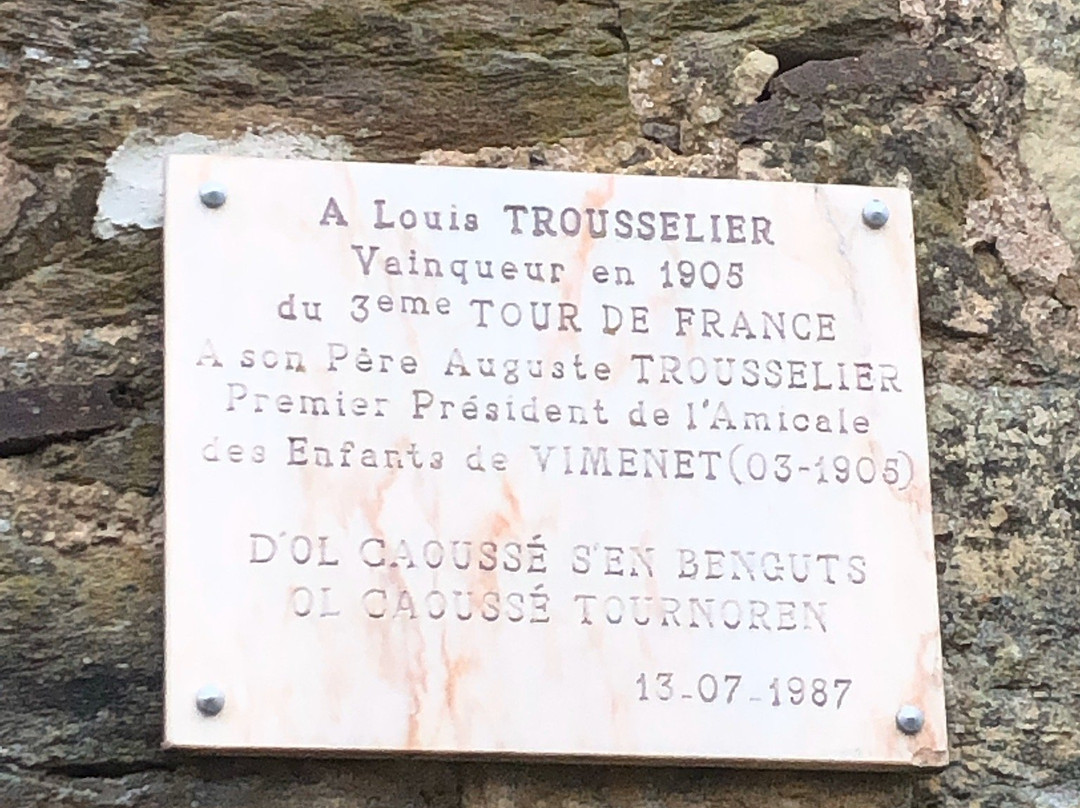 A Louis TROUSSELIER
Vainqueur en 1905
du 3eme TOUR DE FRANCE
A son Père Auguste TROUSSELIER
Premier Président de l'Amicale
des Enfants de VIMENET (03-1905)
D'OL CAOUSSÉ S'EN BENGUTS
OL CAOUSSÉ TOURNOREN
13-07-1987